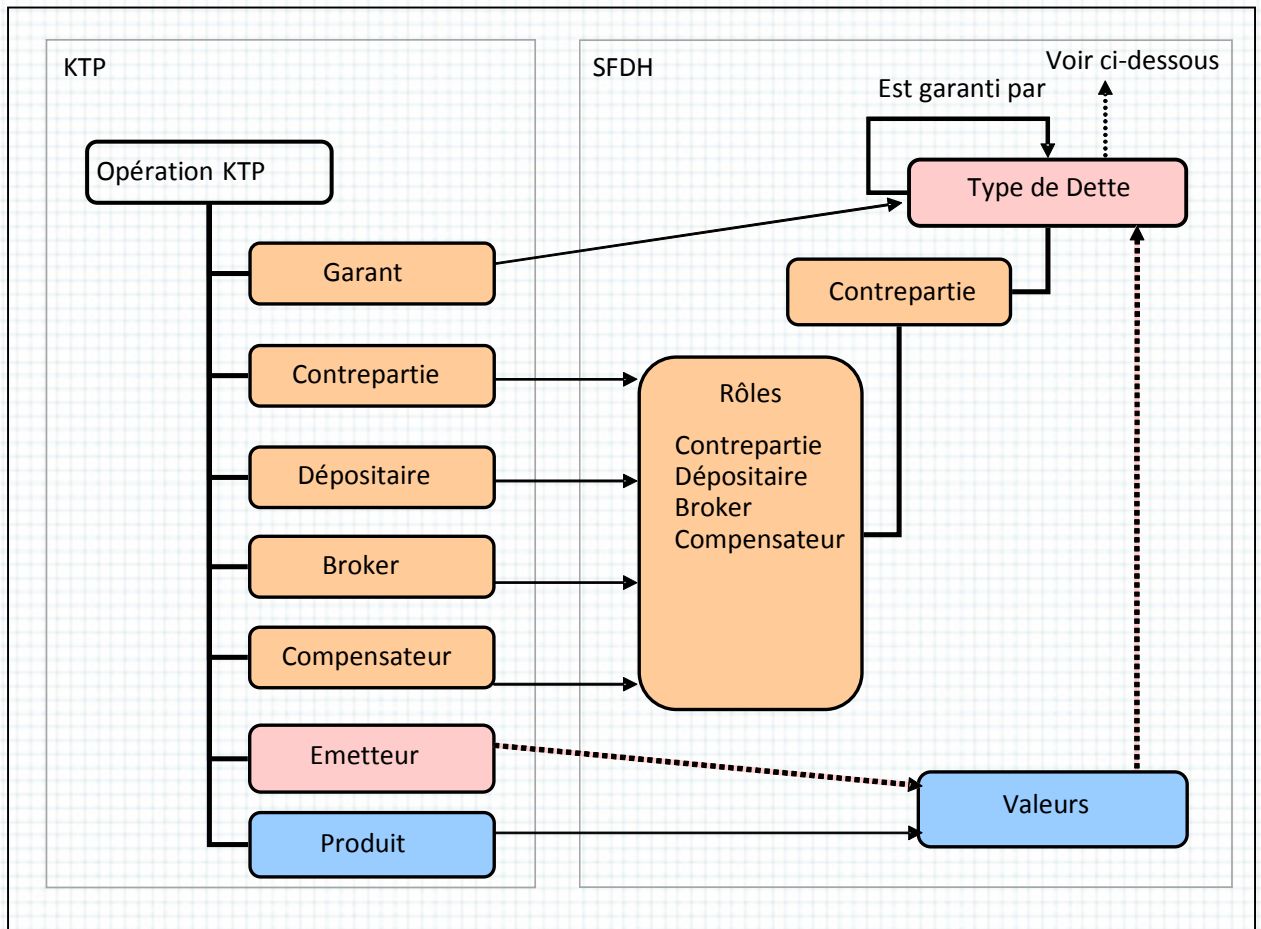 KTP
Opération KTP
Garant
Contrepartie
Dépositaire
Broker
Compensateur
Emetteur
Produit
SFDH
Voir ci-dessous
Est garanti par
Type de Dette
Contrepartie
Rôles
Contrepartie
Dépositaire
Broker
Compensateur
Valeurs